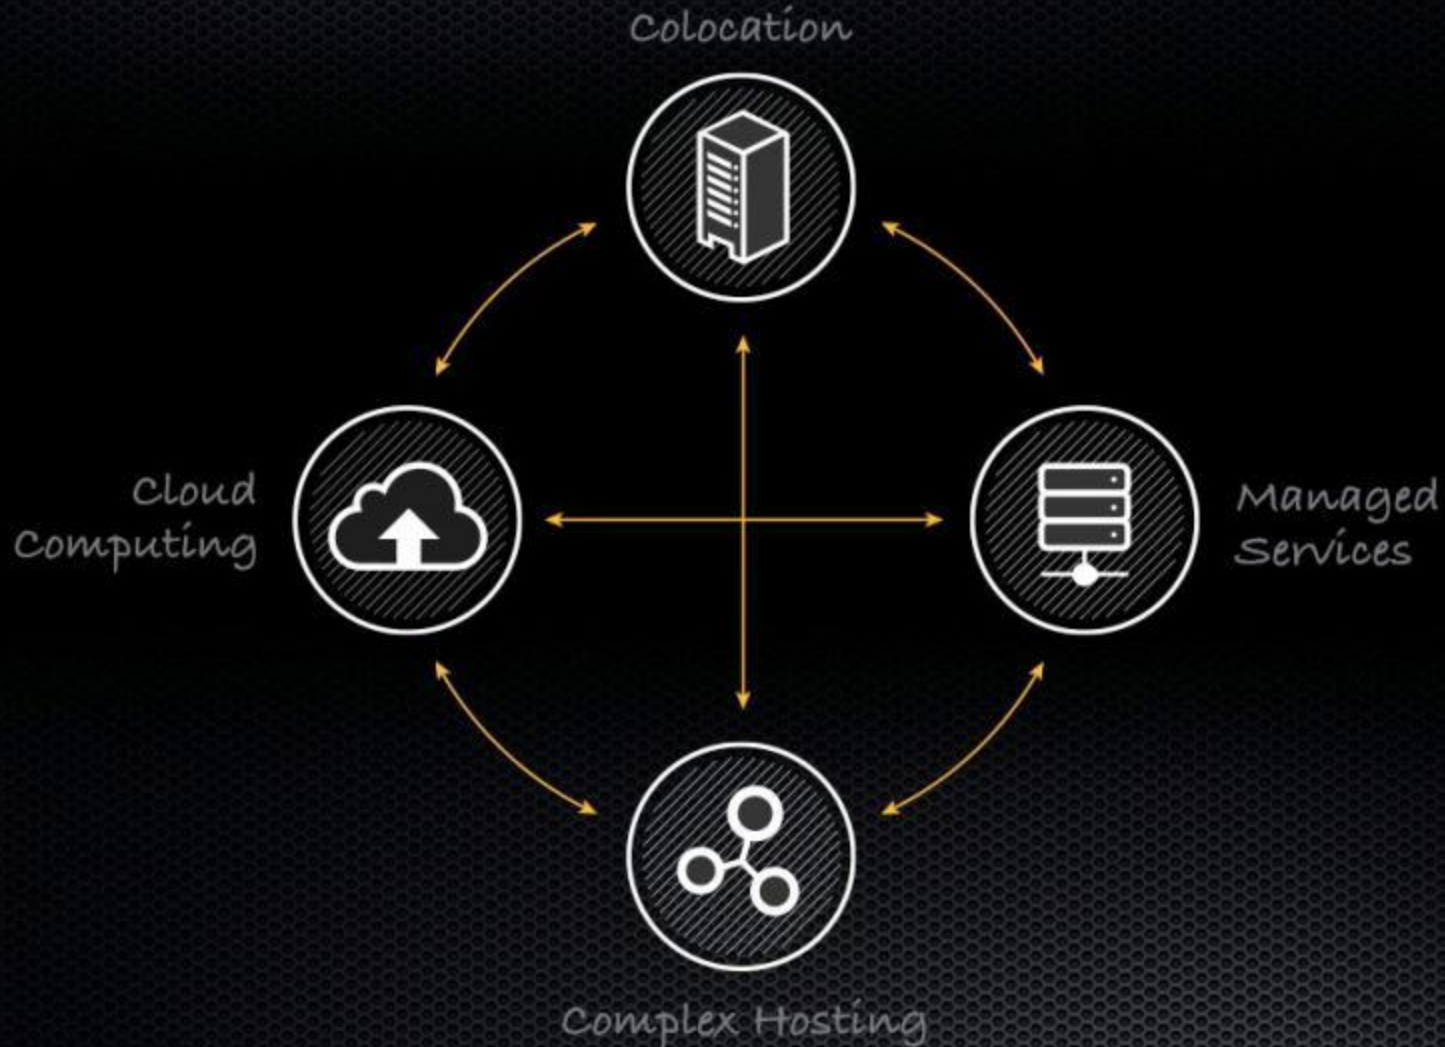 Colocation
Cloud
Computing
Managed
Services
Complex Hosting